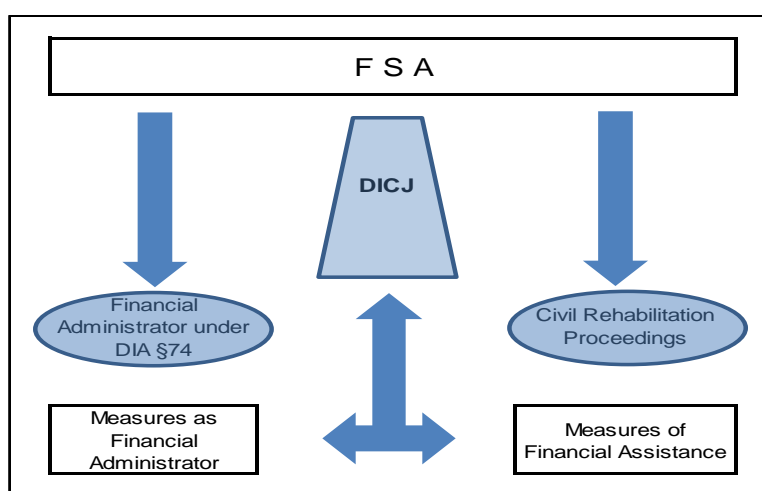 F S A
DICJ
Financial
Administrator under
DIA §74
Civil Rehabilitation
Proceedings
Measures as
Financial
Administrator
Measures of
Financial Assistance